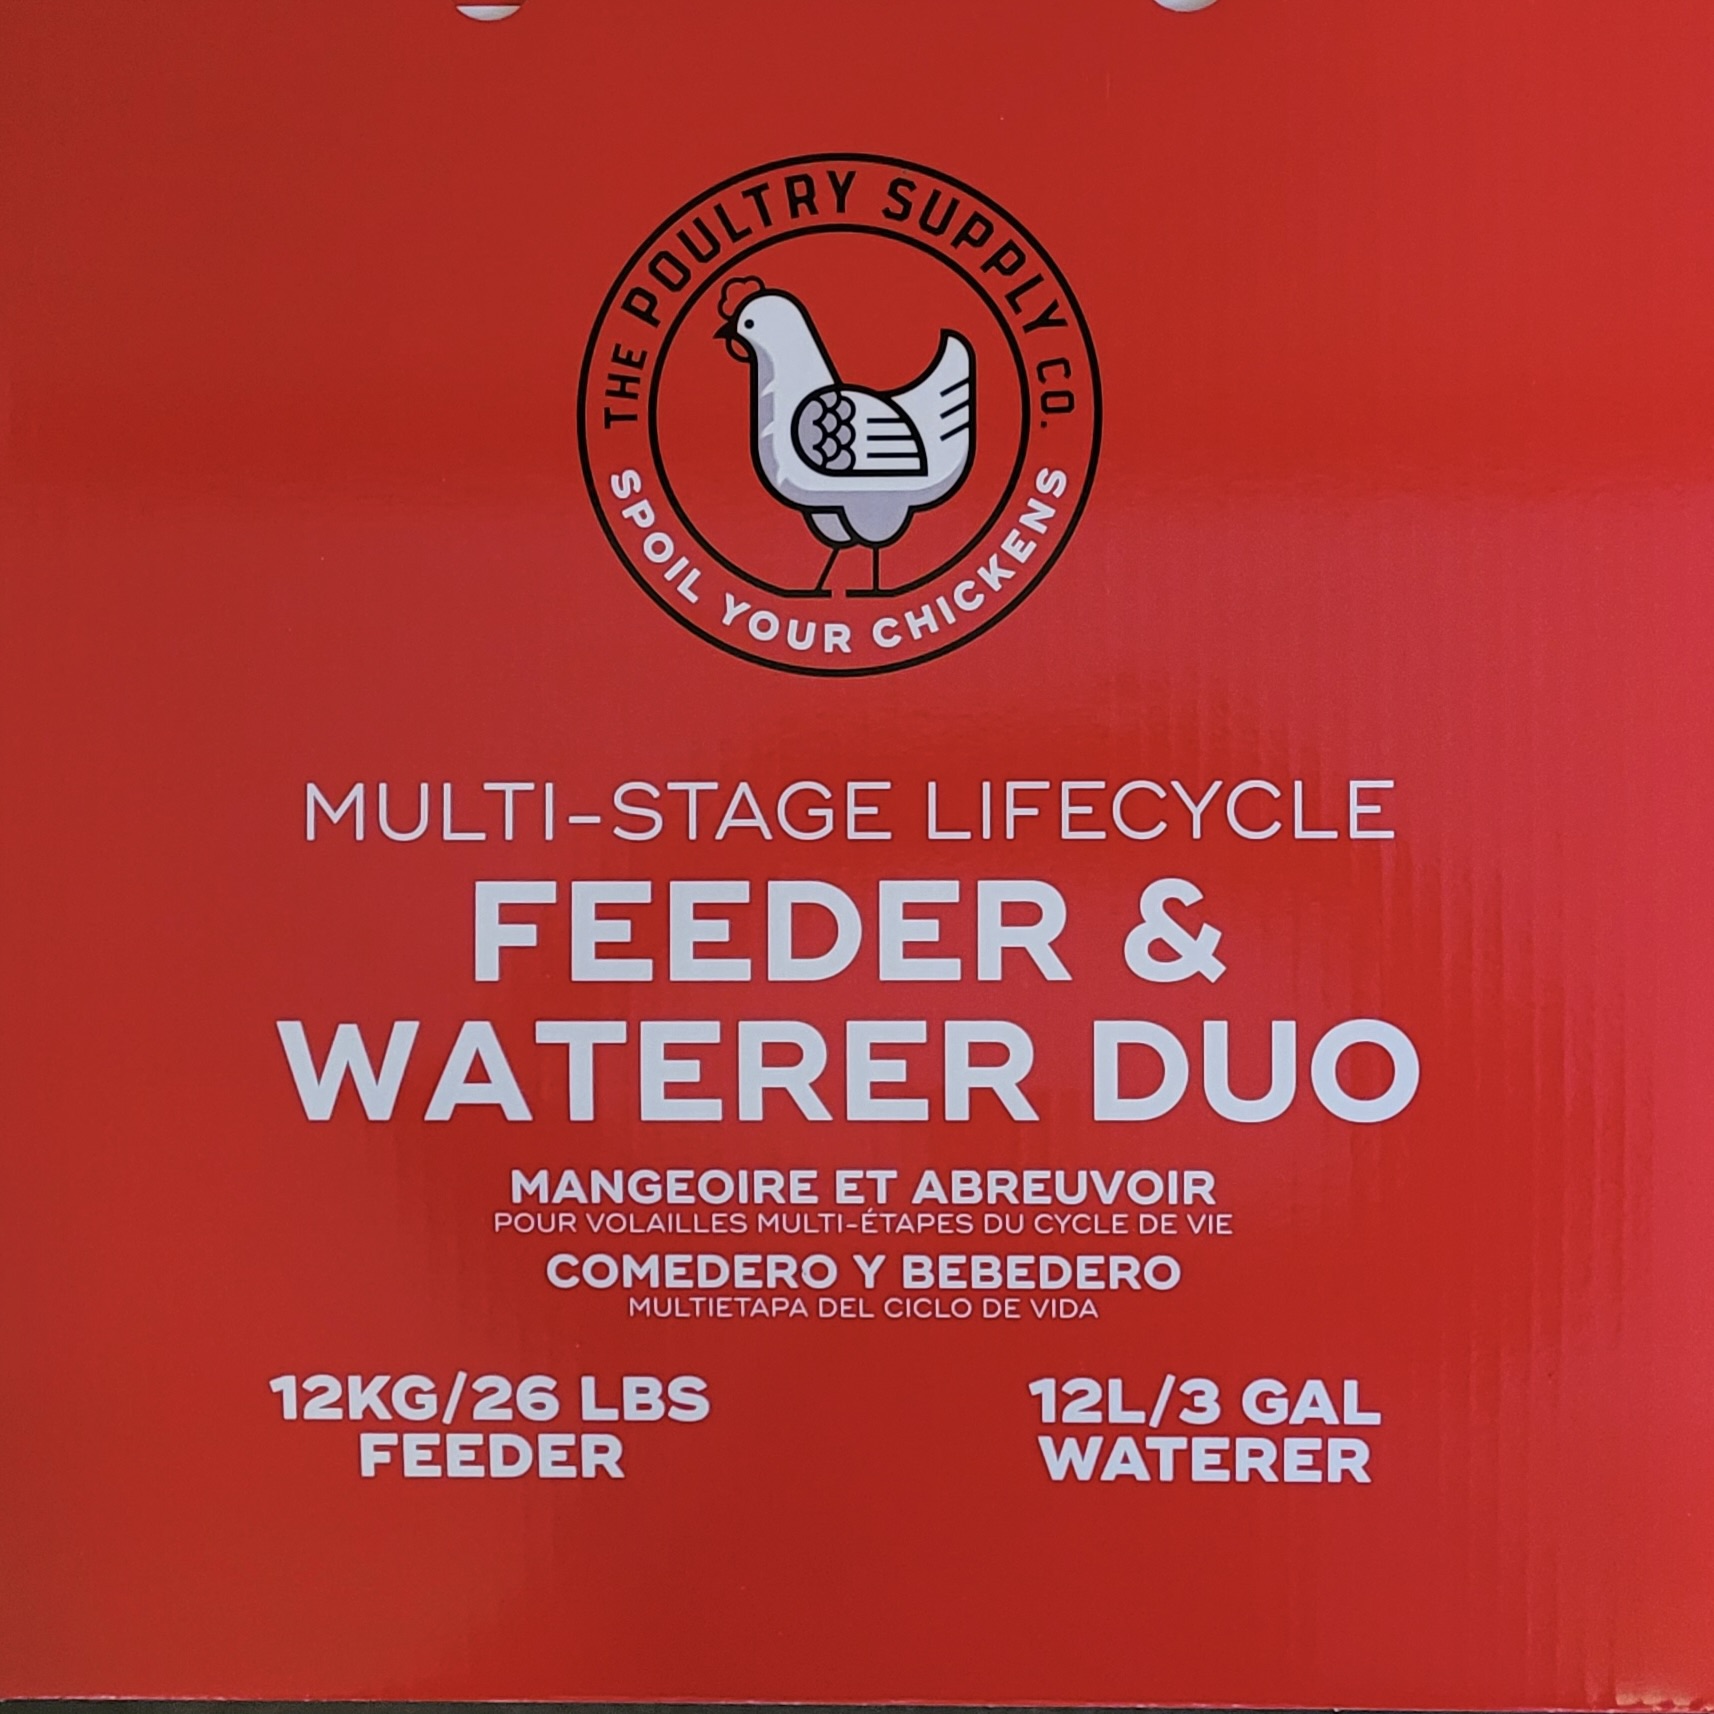 THE POULTRY SUPPLY CO.
SPOIL YOUR CHICKENS
MULTI-STAGE LIFECYCLE
FEEDER &
WATERER DUO
MANGEOIRE ET ABREUVOIR
POUR VOLAILLES MULTI-ÉTAPES DU CYCLE DE VIE
COMEDERO Y BEBEDERO
MULTIETAPA DEL CICLO DE VIDA
12KG/26 LBS
FEEDER
12L/3 GAL
WATERER